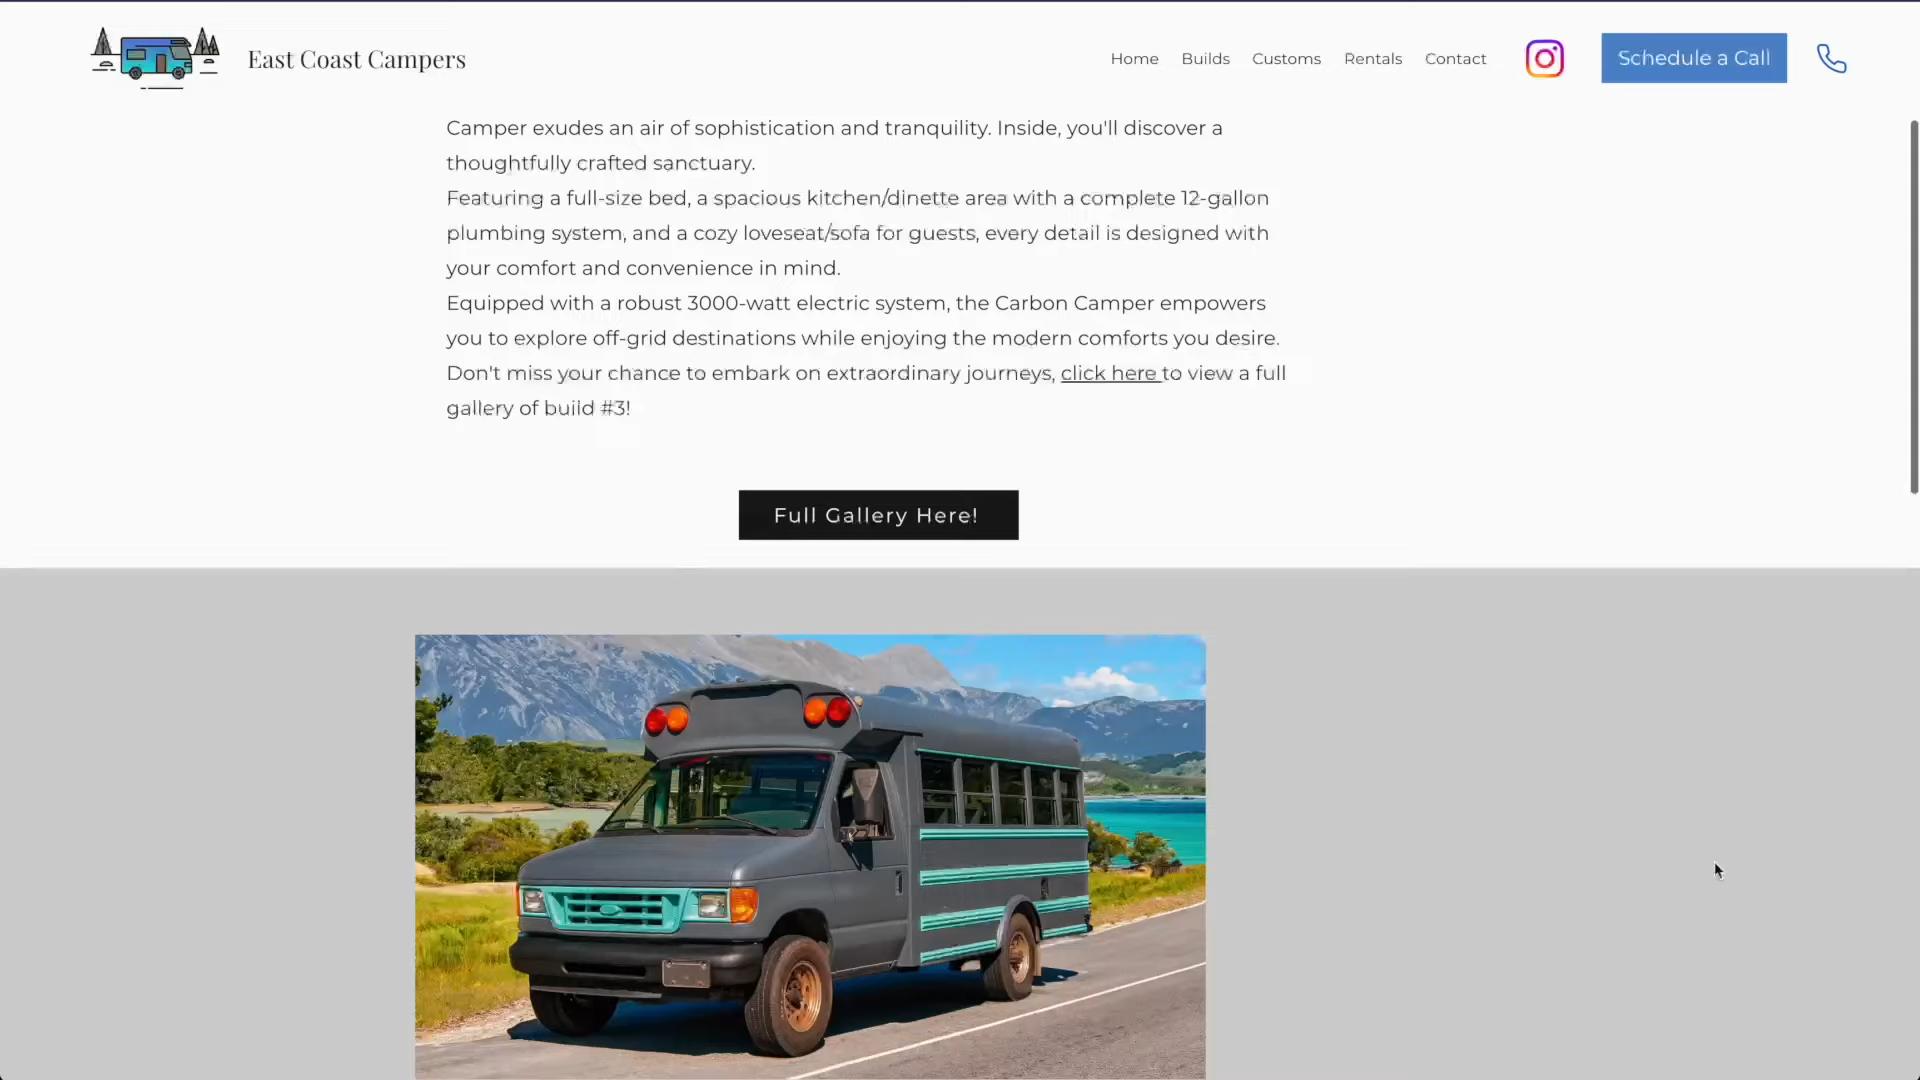 East Coast Campers
Home Builds Customs Rentals Contact
Schedule a Call
Camper exudes an air of sophistication and tranquility. Inside, you'll discover a
thoughtfully crafted sanctuary.
Featuring a full-size bed, a spacious kitchen/dinette area with a complete 12-gallon
plumbing system, and a cozy loveseat/sofa for guests, every detail is designed with
your comfort and convenience in mind.
Equipped with a robust 3000-watt electric system, the Carbon Camper empowers
you to explore off-grid destinations while enjoying the modern comforts you desire.
Don't miss your chance to embark on extraordinary journeys, click here to view a full
gallery of build #3!
Full Gallery Here!